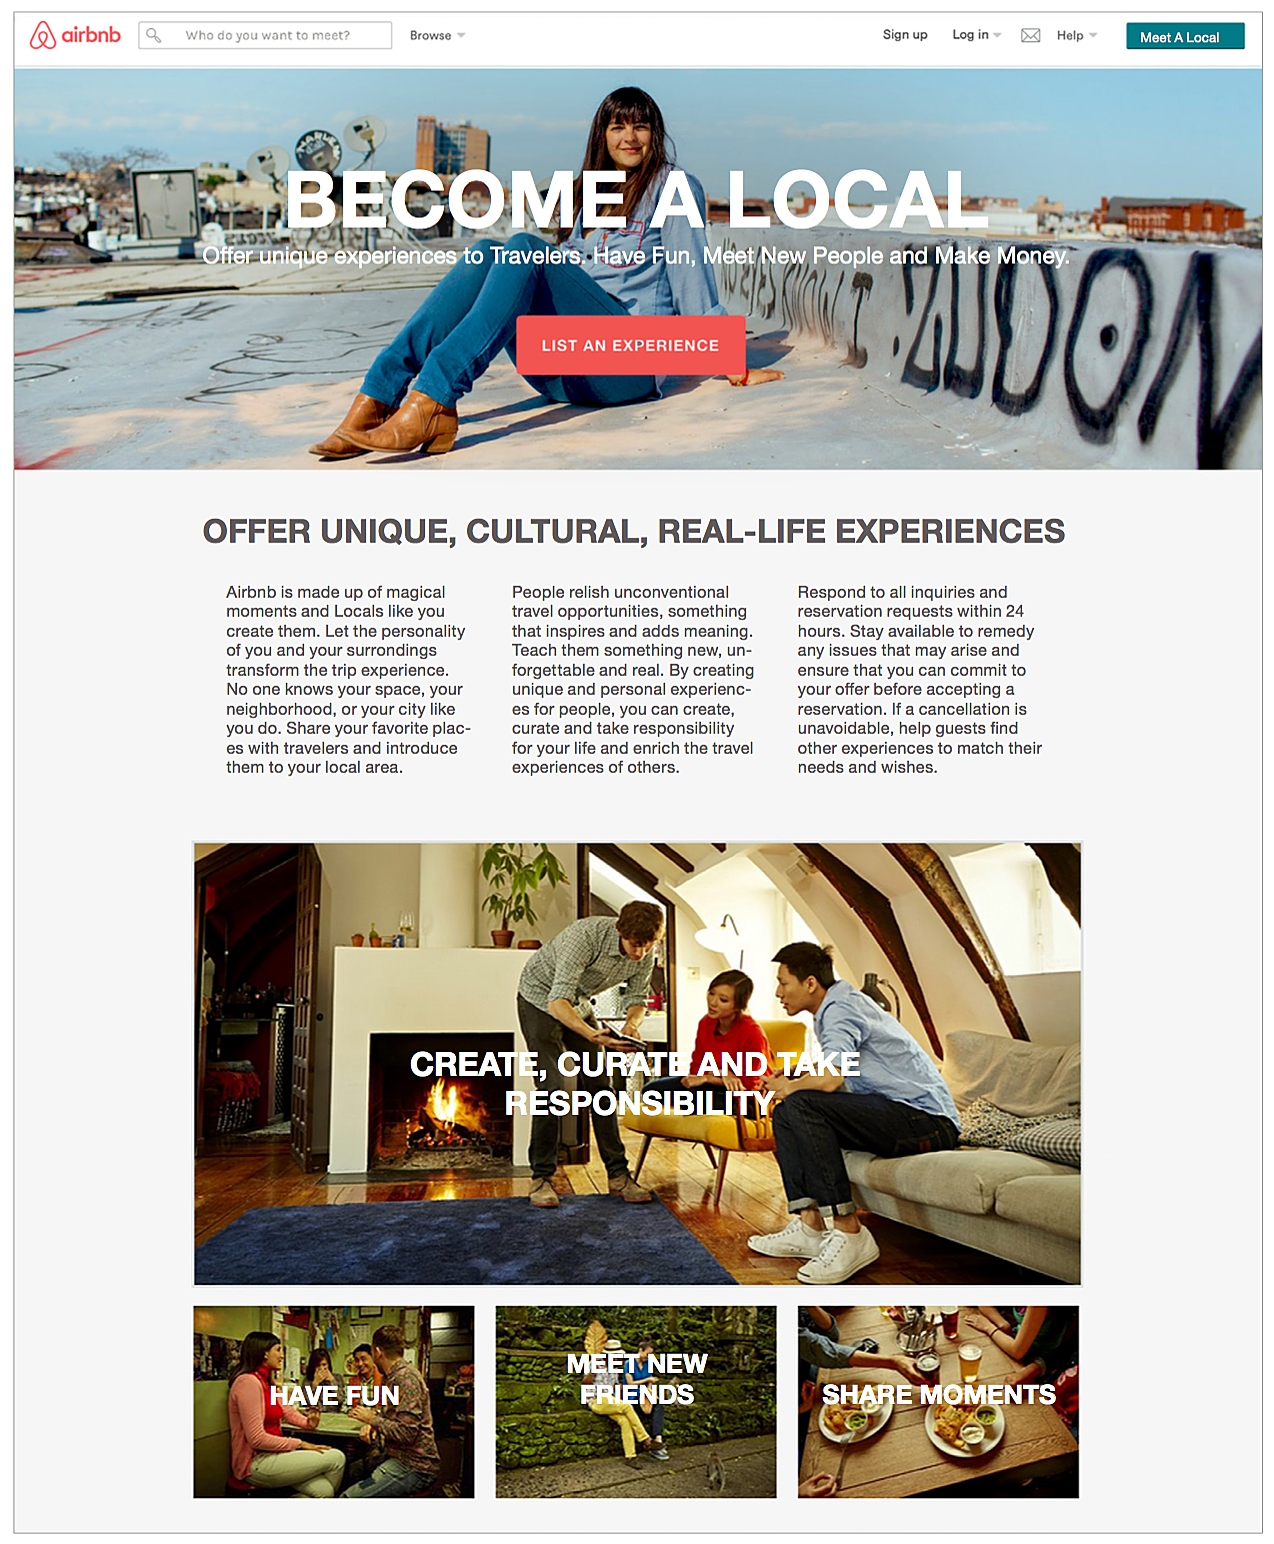 airbnb
Who do you want to meet?
Browse
Sign up
Log in
Help
Meet A Local
HARLEM
BECOME A LOCAL
Offer unique experiences to Travelers. Have Fun, Meet New People and Make Money.
LIST AN EXPERIENCE
OFFER UNIQUE, CULTURAL, REAL-LIFE EXPERIENCES
Airbnb is made up of magical
moments and Locals like you
create them. Let the personality
of you and your surrondings
transform the trip experience.
No one knows your space, your
neighborhood, or your city like
you do. Share your favorite plac-
es with travelers and introduce
them to your local area.
People relish unconventional
travel opportunities, something
that inspires and adds meaning.
Teach them something new, un-
forgettable and real. By creating
unique and personal experienc-
es for people, you can create,
curate and take responsibility
for your life and enrich the travel
experiences of others.
Respond to all inquiries and
reservation requests within 24
hours. Stay available to remedy
any issues that may arise and
ensure that you can commit to
your offer before accepting a
reservation. If a cancellation is
unavoidable, help guests find
other experiences to match their
needs and wishes.
CREATE, CURATE AND TAKE
RESPONSIBILITY
HAVE FUN
MEET NEW
FRIENDS
SHARE MOMENTS